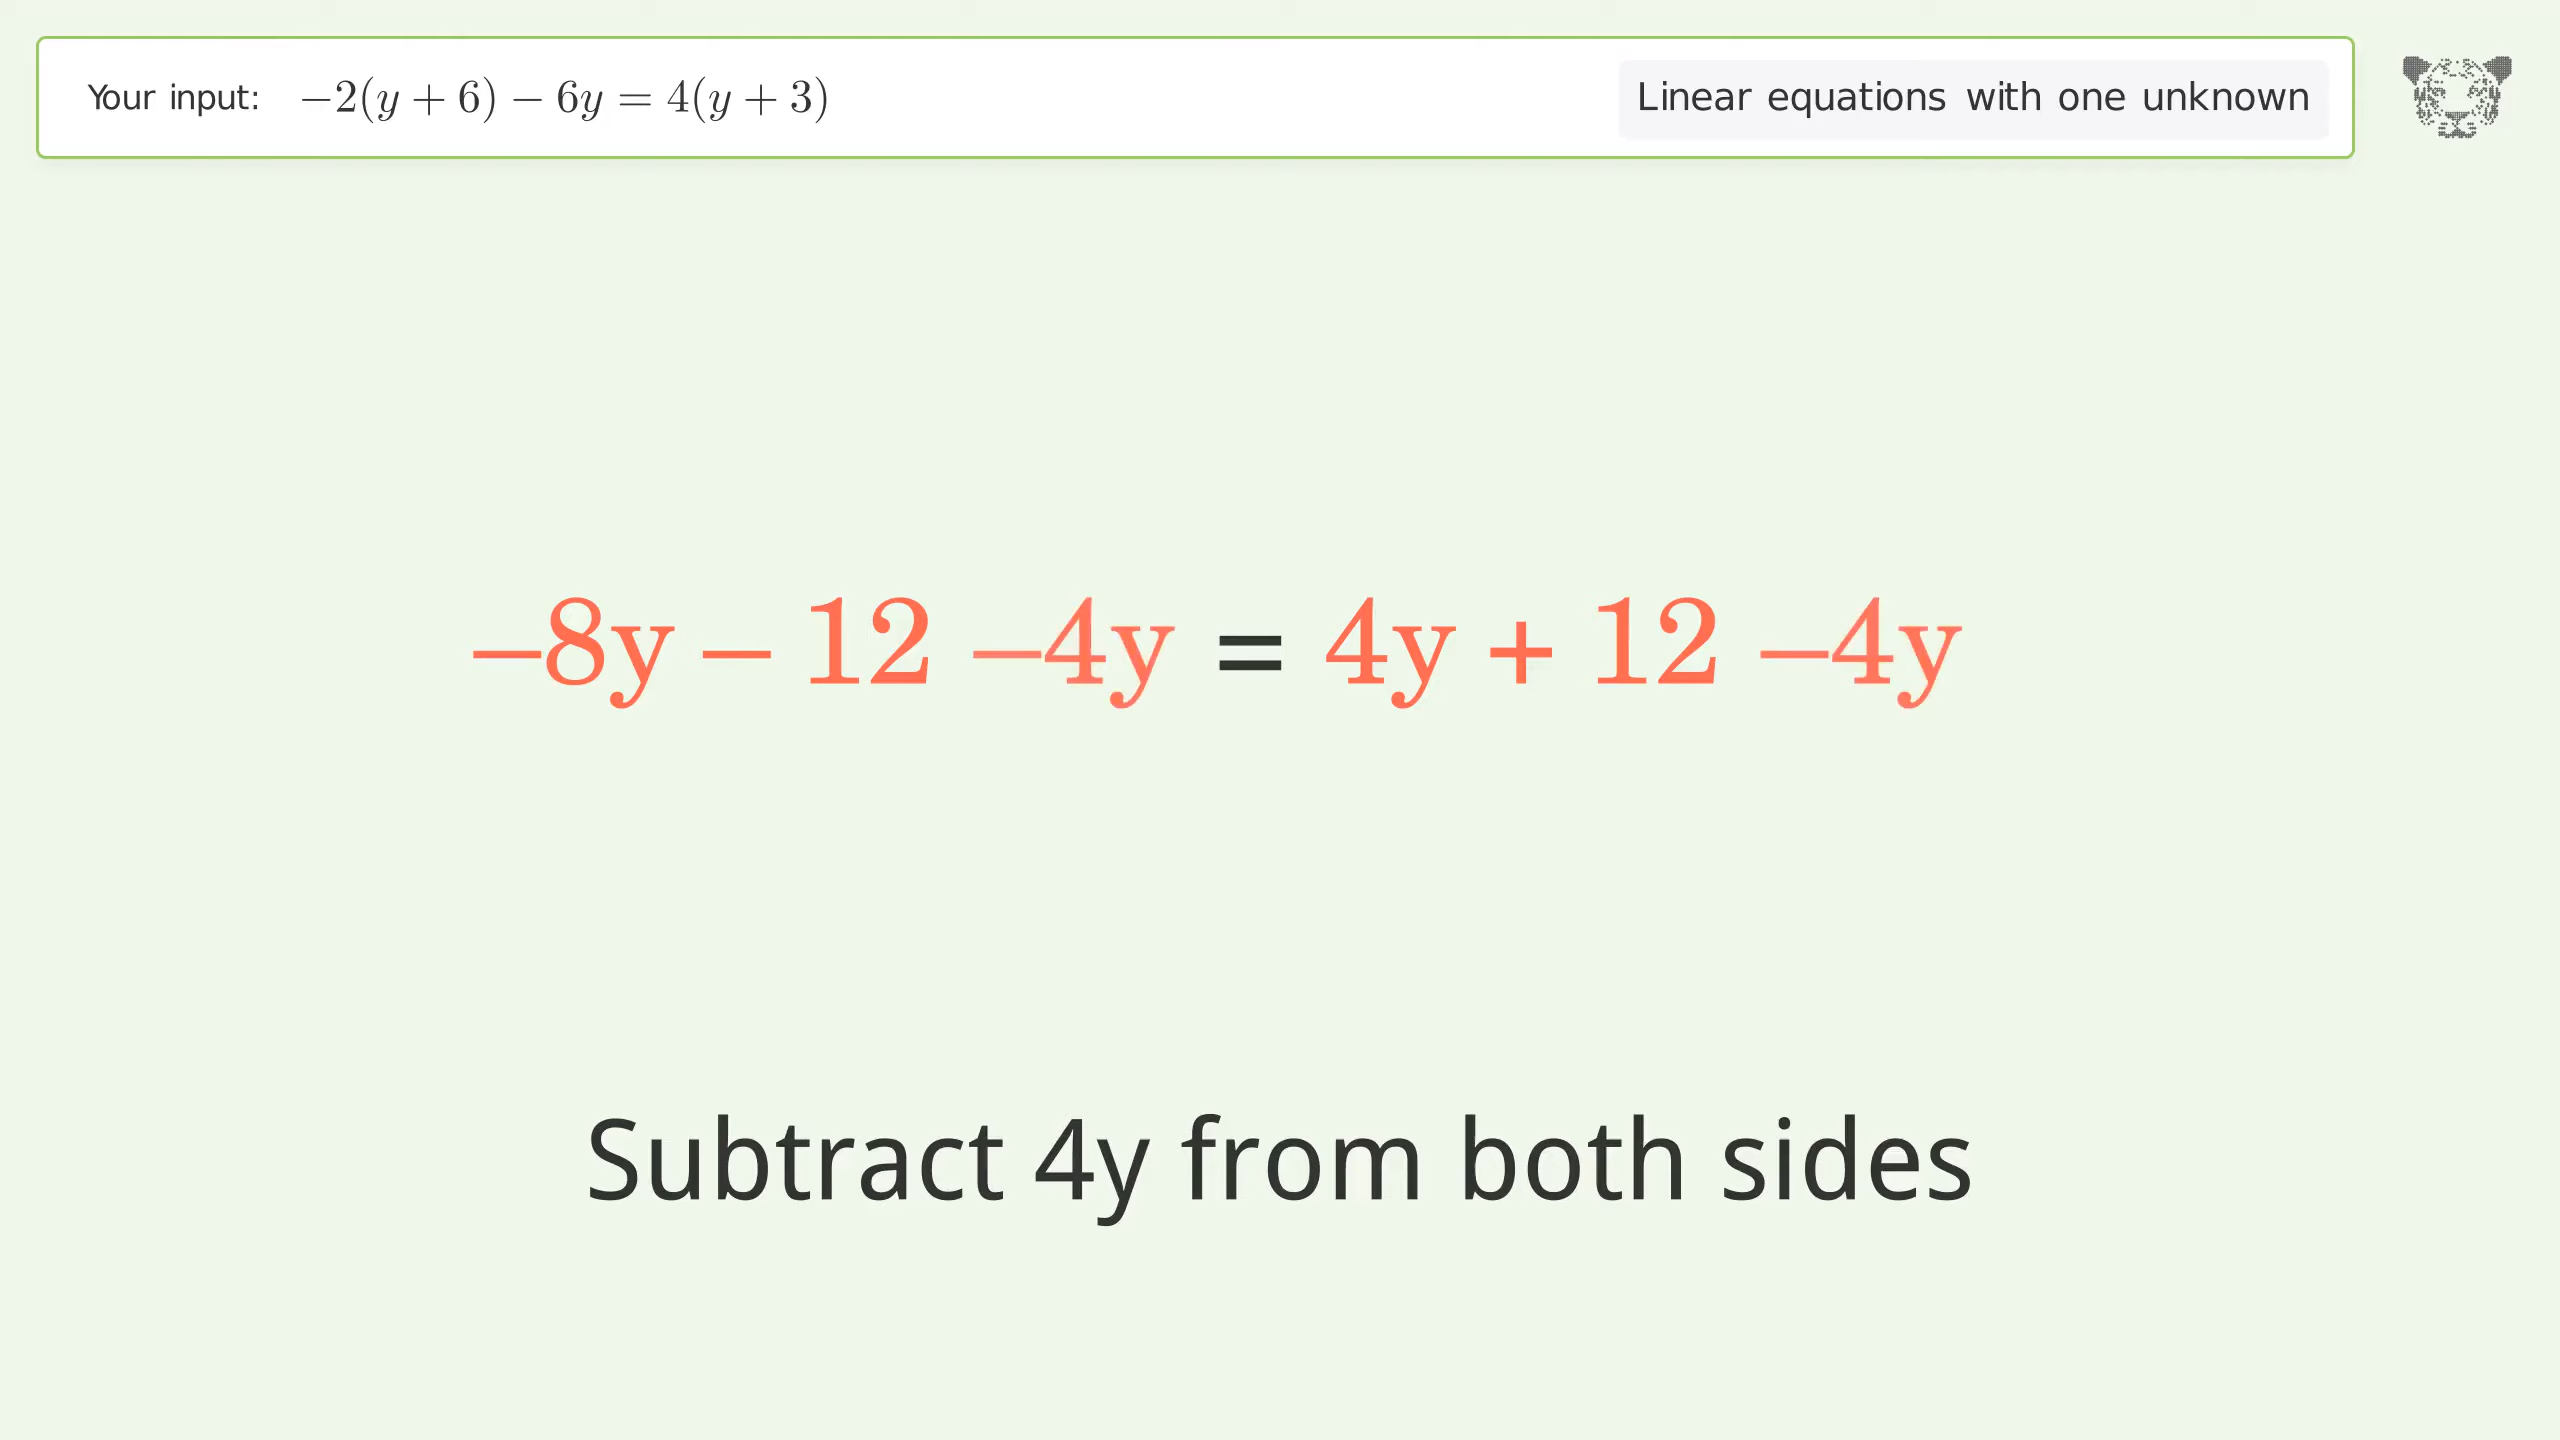 Your input: −2(y + 6) − 6y = 4(y + 3)
Linear equations with one unknown
−8y − 12 −4y = 4y + 12 −4y
Subtract 4y from both sides